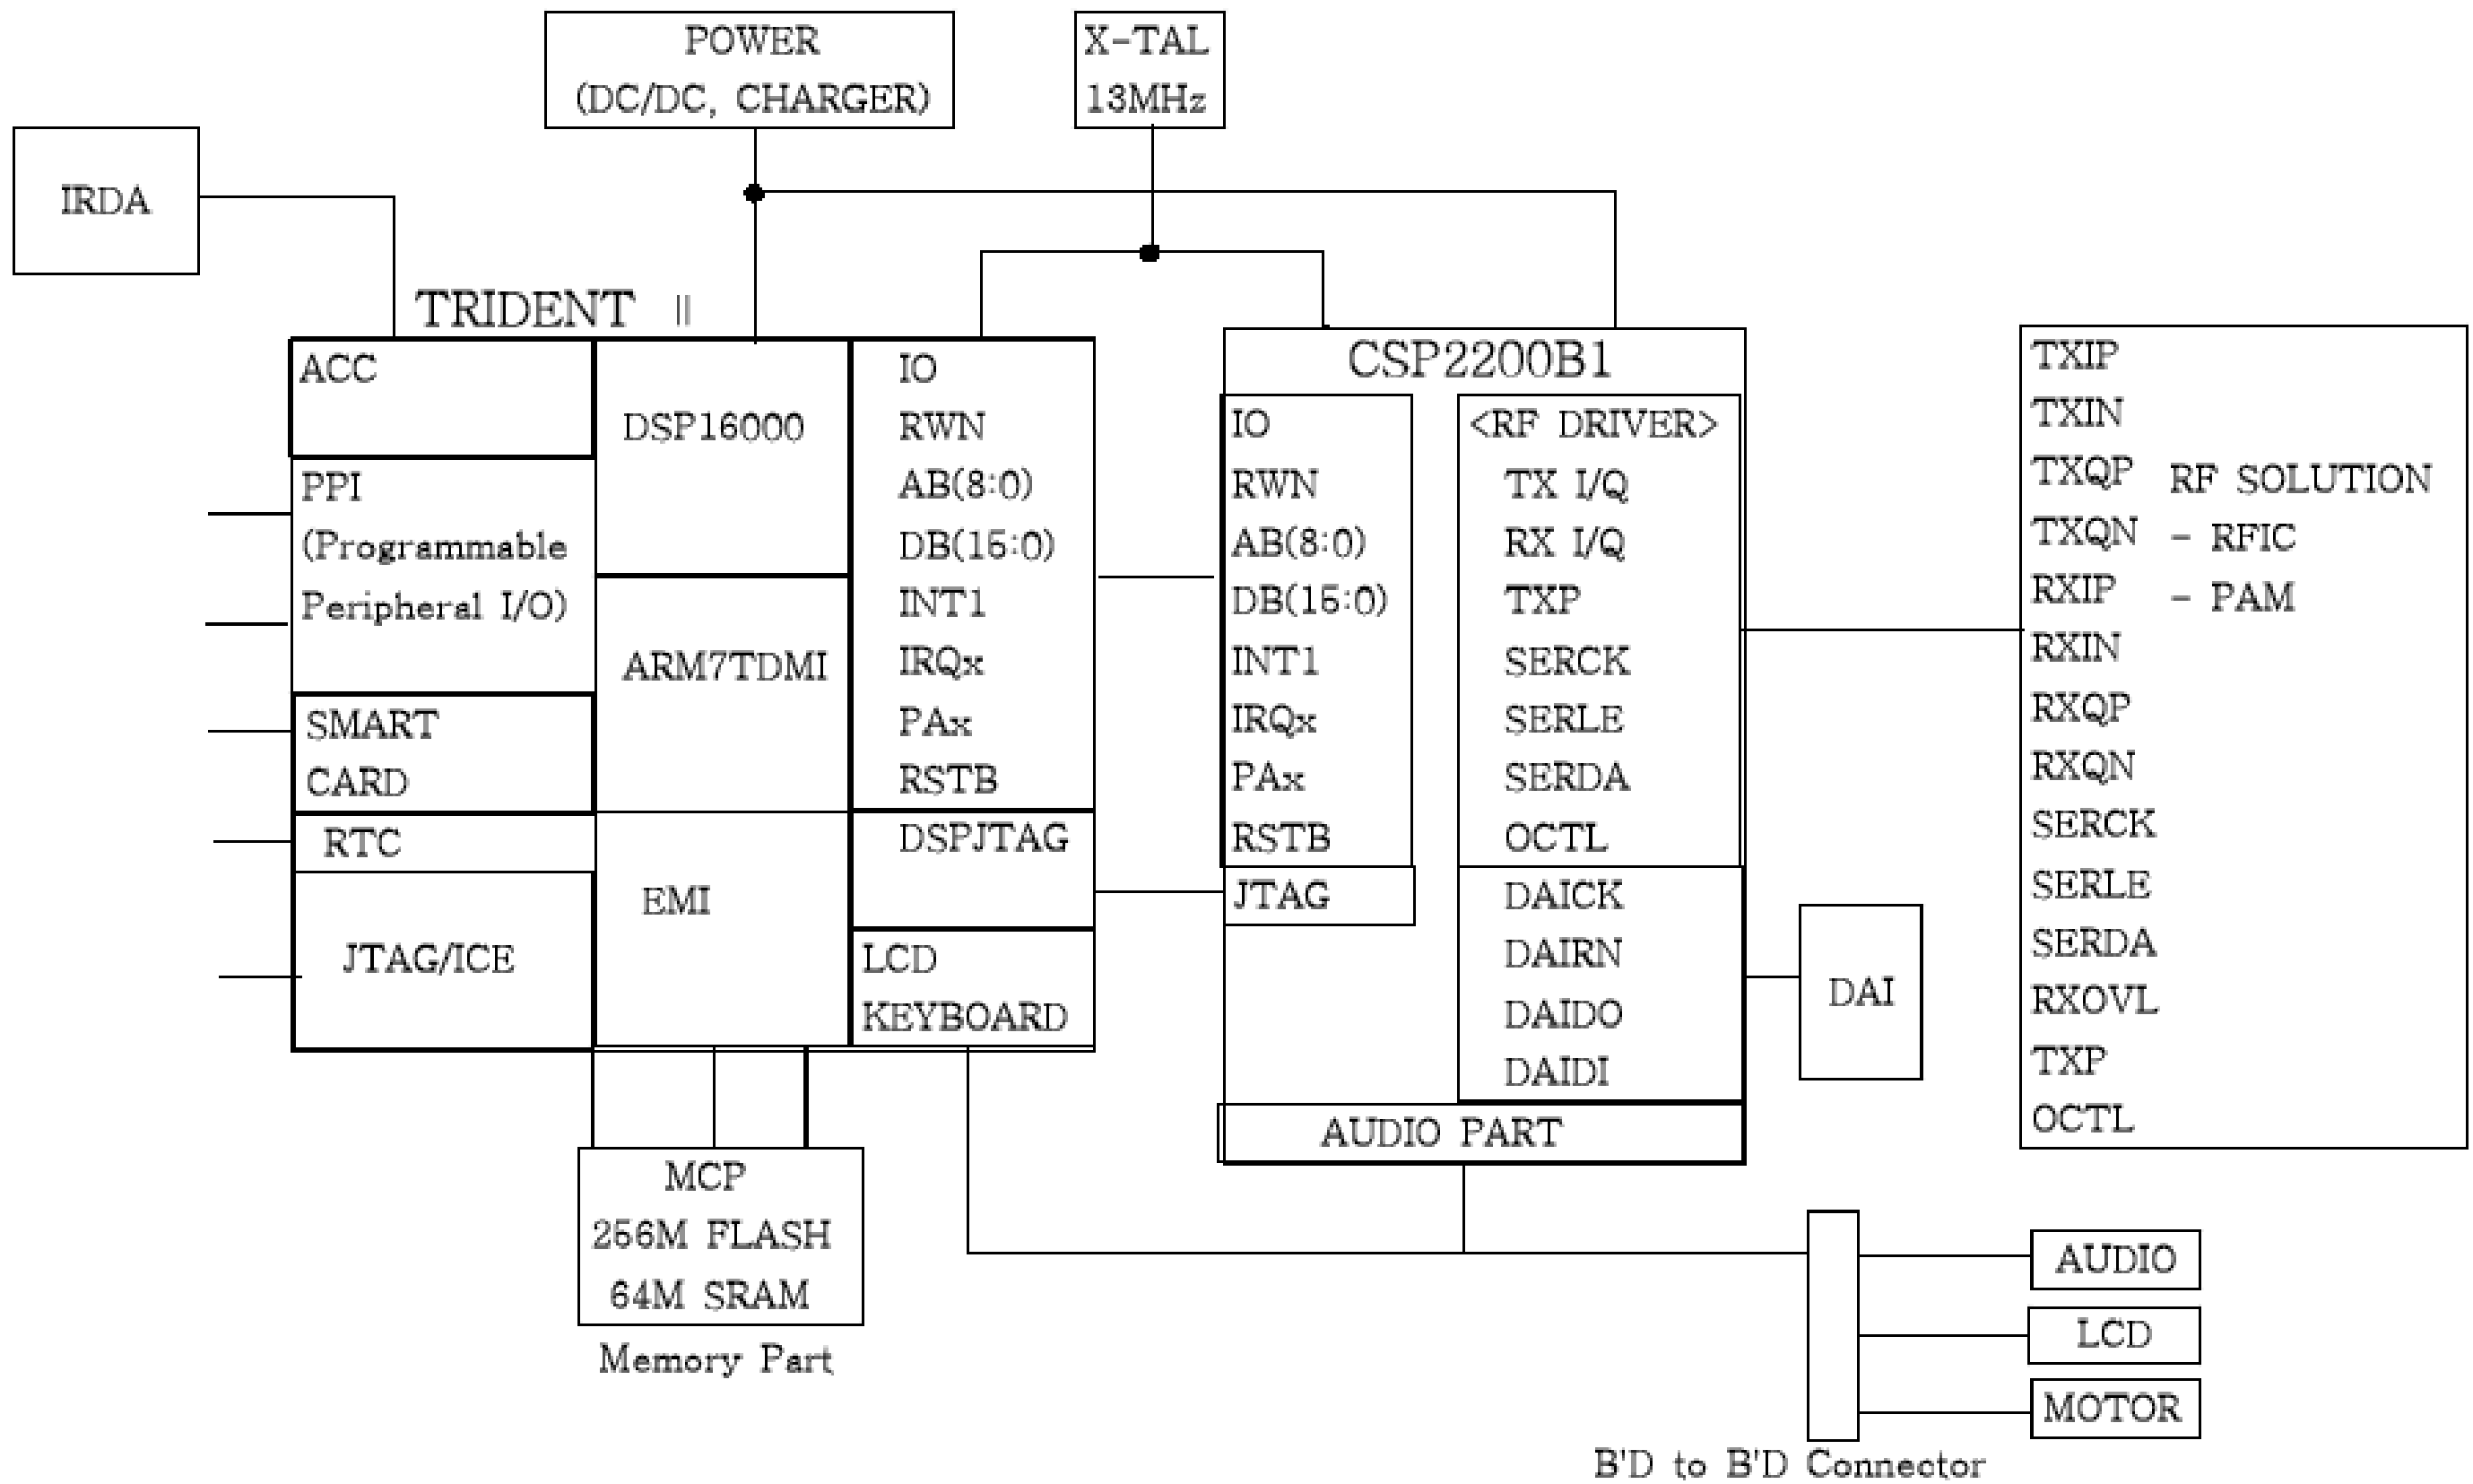 POWER
(DC/DC, CHARGER)
X-TAL
13MHz
IRDA
TRIDENT II
ACC
PPI
(Programmable
Peripheral I/O)
SMART
CARD
RTC
JTAG/ICE
DSP16000
ARM7TDMI
EMI
IO
RWN
AB(8:0)
DB(15:0)
INT1
IRQx
PAx
RSTB
DSPJTAG
LCD
KEYBOARD
MCP
256M FLASH
64M SRAM
Memory Part
CSP2200B1
IO
RWN
AB(8:0)
DB(15:0)
INT1
IRQx
PAx
RSTB
JTAG
<RF DRIVER>
TX I/Q
RX I/Q
TXP
SERCK
SERLE
SERDA
OCTL
DAICK
DAIRN
DAIDO
DAIDI
AUDIO PART
DAI
TXIP
TXIN
TXQP
TXQN
RXIP
RXIN
RXQP
RXQN
SERCK
SERLE
SERDA
RXOVL
TXP
OCTL
RF SOLUTION
- RFIC
- PAM
AUDIO
LCD
MOTOR
B'D to B'D Connector